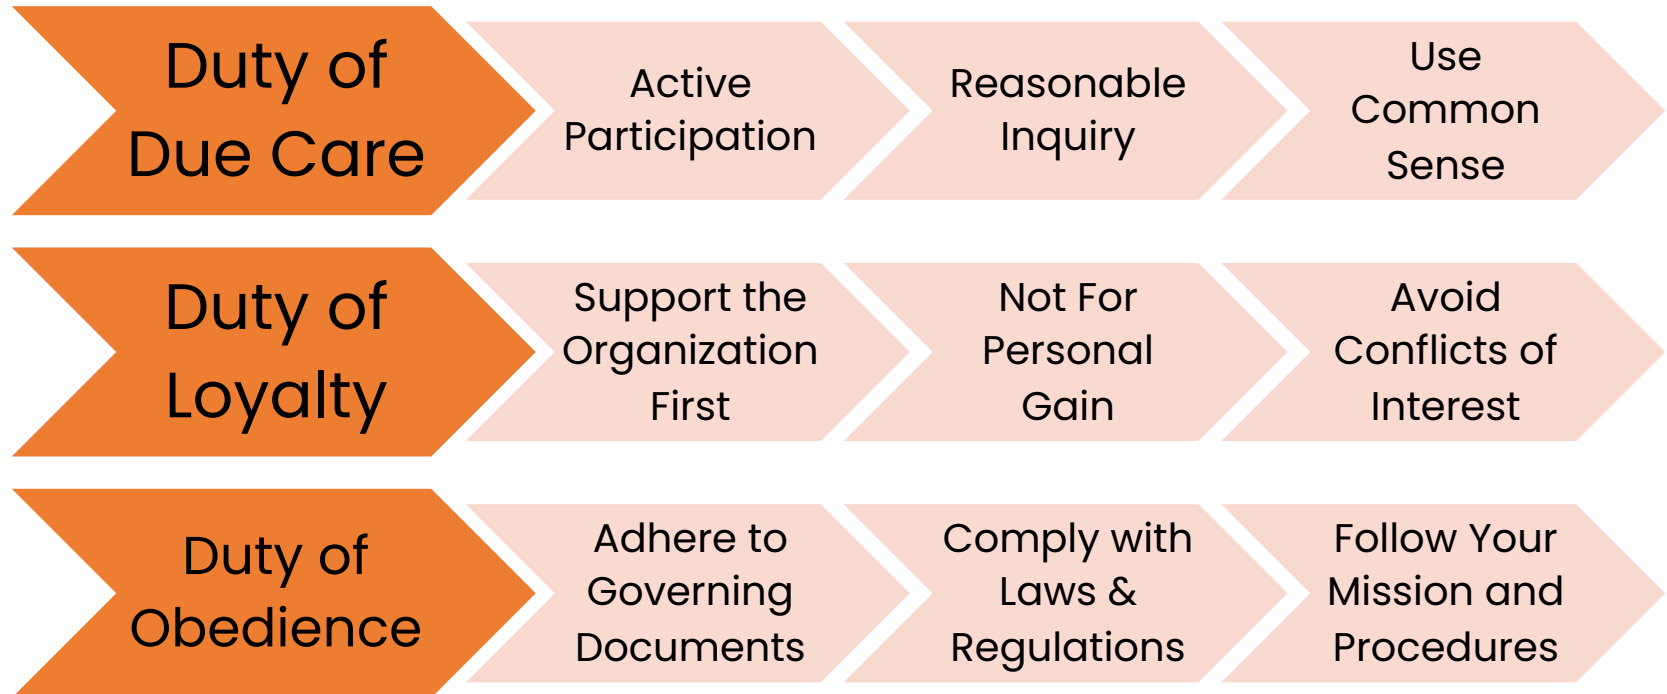 Duty of
Due Care
Active
Participation
Reasonable
Inquiry
Use
Common
Sense
Duty of
Loyalty
Support the
Organization
First
Not For
Personal
Gain
Avoid
Conflicts of
Interest
Duty of
Obedience
Adhere to
Governing
Documents
Comply with
Laws &
Regulations
Follow Your
Mission and
Procedures